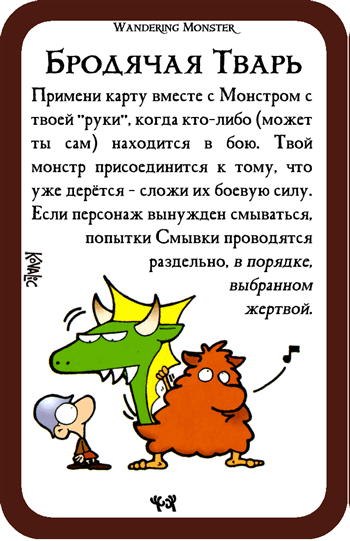 Wandering Monster
Бродячая Тварь
Примени карту вместе с Монстром с
твоей "руки", когда кто-либо (может
ты сам) находится в бою. Твой
монстр присоединится к тому, что
уже дерётся - сложи их боевую силу.
Если персонаж вынужден смываться,
попытки Смывки проводятся
раздельно, в порядке,
выбранном
жертвой.
Kovalic